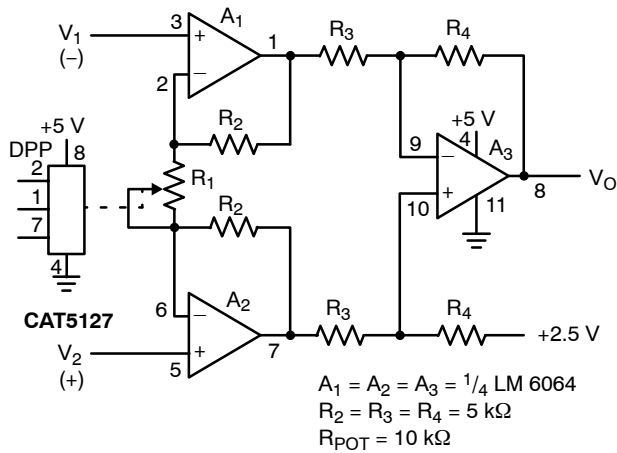 V1
(−)
3
A1
+
−
1
2
R3
R4
R2
+5 V
DPP
8
2
1
7
4
R1
CAT5127
R2
+5 V
4
9
−
A3
+
10
11
8
VO
6
−
A2
7
R3
R4
+2.5 V
V2
(+)
+
5
A1 = A2 = A3 = 1/4 LM 6064
R2 = R3 = R4 = 5 kΩ
RPOT = 10 kΩ